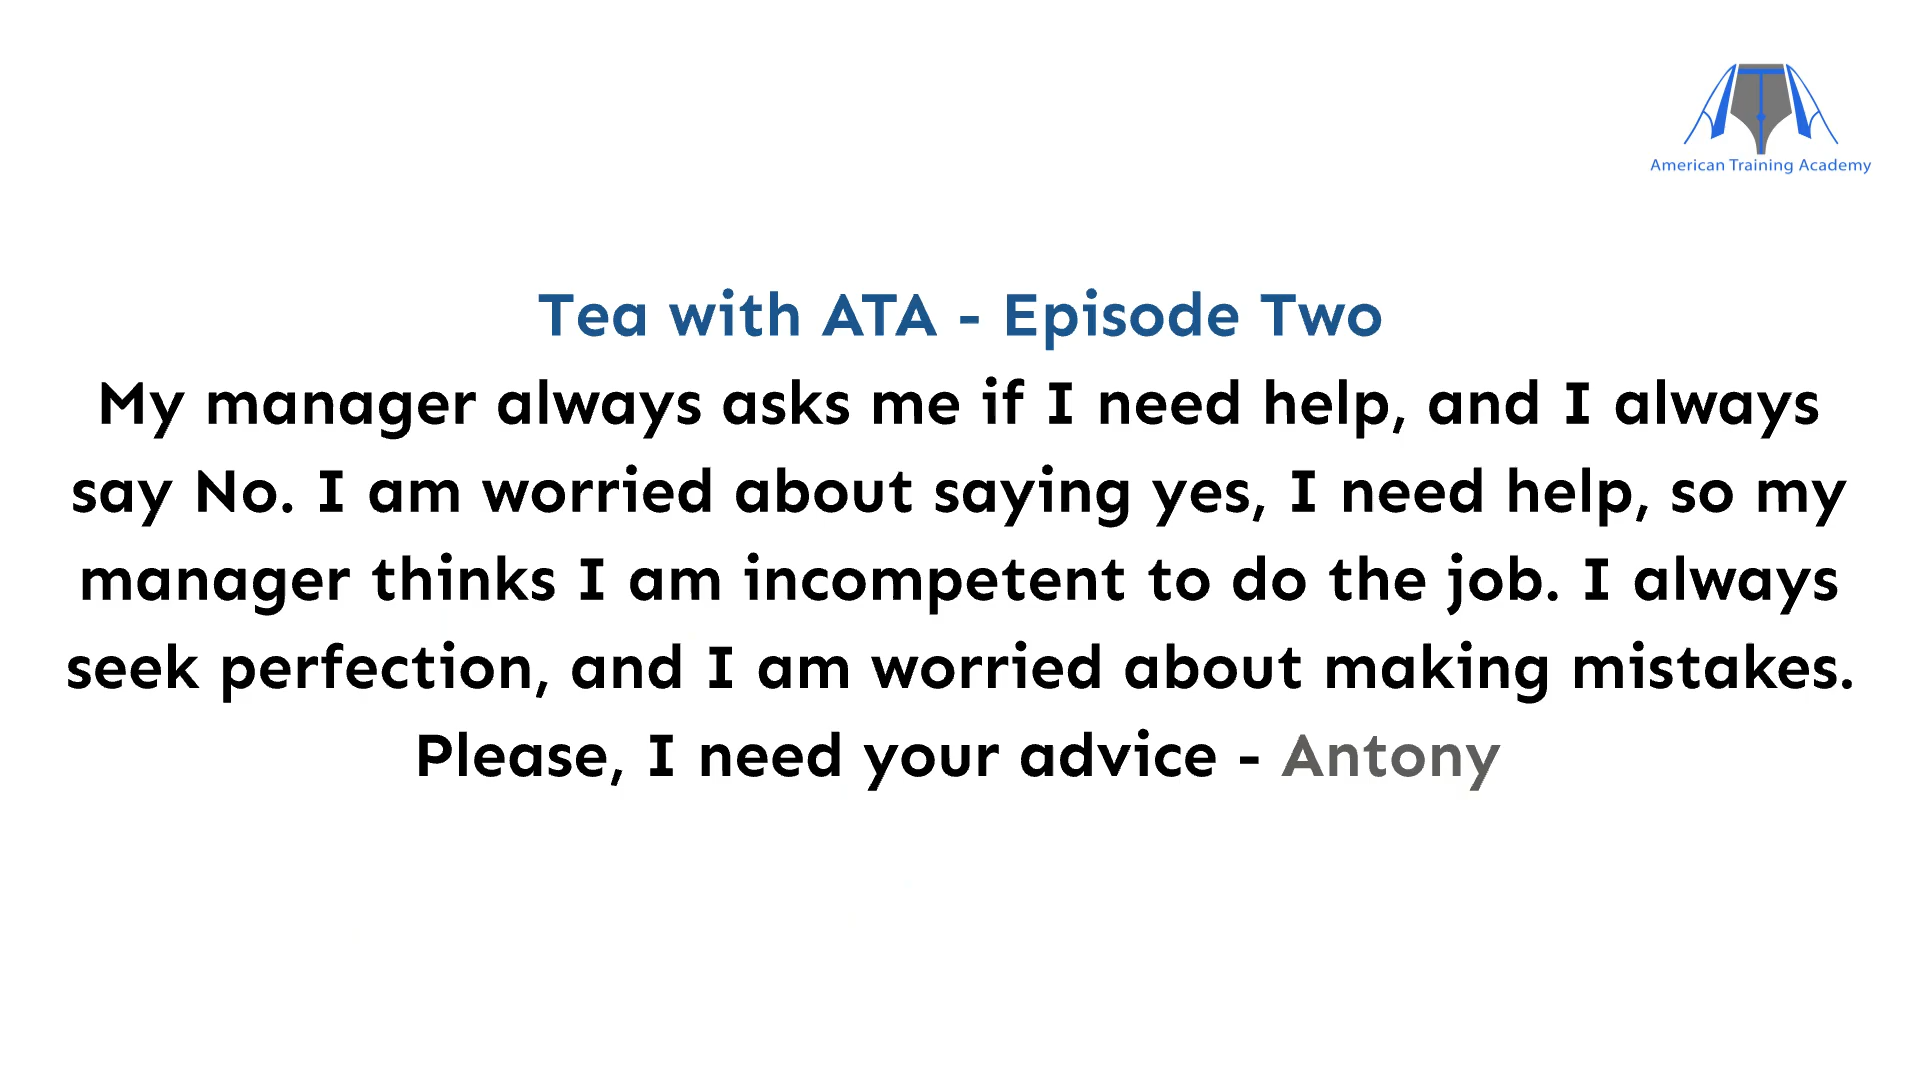 American Training Academy
Tea with ATA - Episode Two
My manager always asks me if I need help, and I always
say No. I am worried about saying yes, I need help, so my
manager thinks I am incompetent to do the job. I always
seek perfection, and I am worried about making mistakes.
Please, I need your advice - Antony